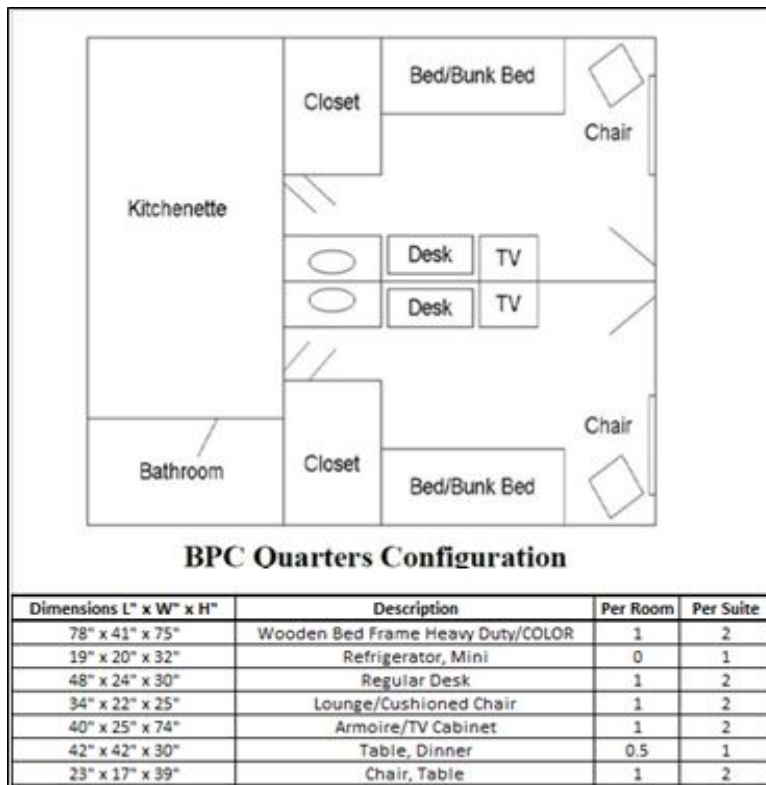 Bed/Bunk Bed
Closet
Chair
Kitchenette
Desk TV
Desk TV
Chair
Bathroom
Closet
Bed/Bunk Bed
BPC Quarters Configuration
Dimensions L" x W" x H" Description Per Room Per Suite
78" x 41" x 75" Wooden Bed Frame Heavy Duty/COLOR 1 2
19" x 20" x 32" Refrigerator, Mini 0 1
48" x 24" x 30" Regular Desk 1 2
34" x 22" x 25" Lounge/Cushioned Chair 1 2
40" x 25" x 74" Armoire/TV Cabinet 1 2
42" x 42" x 30" Table, Dinner 0.5 1
23" x 17" x 39" Chair, Table 1 2